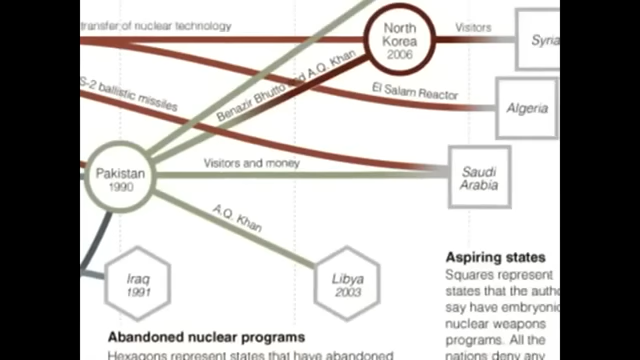 transfer of nuclear technology
North
Korea
2006
Visitors
Syria
S-2 ballistic missiles
Benazir Bhutto and A.Q. Khan
El Salam Reactor
Algeria
Pakistan
1990
Visitors and money
Saudi
Arabia
A.Q. Khan
Iraq
1991
Libya
2003
Aspiring states
Squares represent
states that the autho
say have embryonic
nuclear weapons
programs. All the
nations deny any
Abandoned nuclear programs
Hexagons represent states that have abandoned